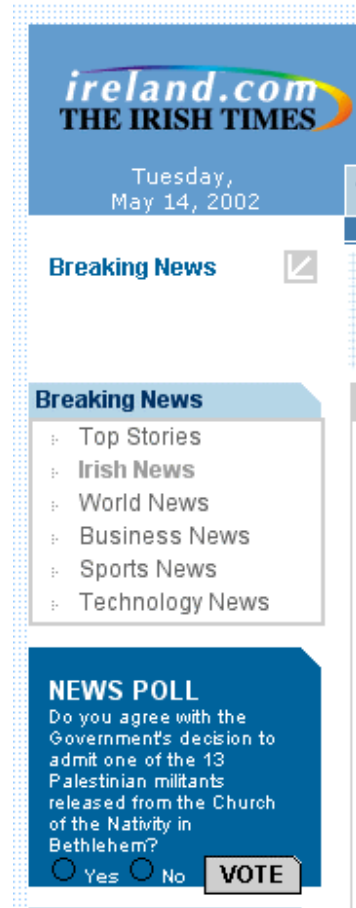 ireland.com
THE IRISH TIMES
Tuesday,
May 14, 2002
Breaking News
Breaking News
Top Stories
Irish News
World News
Business News
Sports News
Technology News
NEWS POLL
Do you agree with the
Government's decision to
admit one of the 13
Palestinian militants
released from the Church
of the Nativity in
Bethlehem?
Yes No VOTE